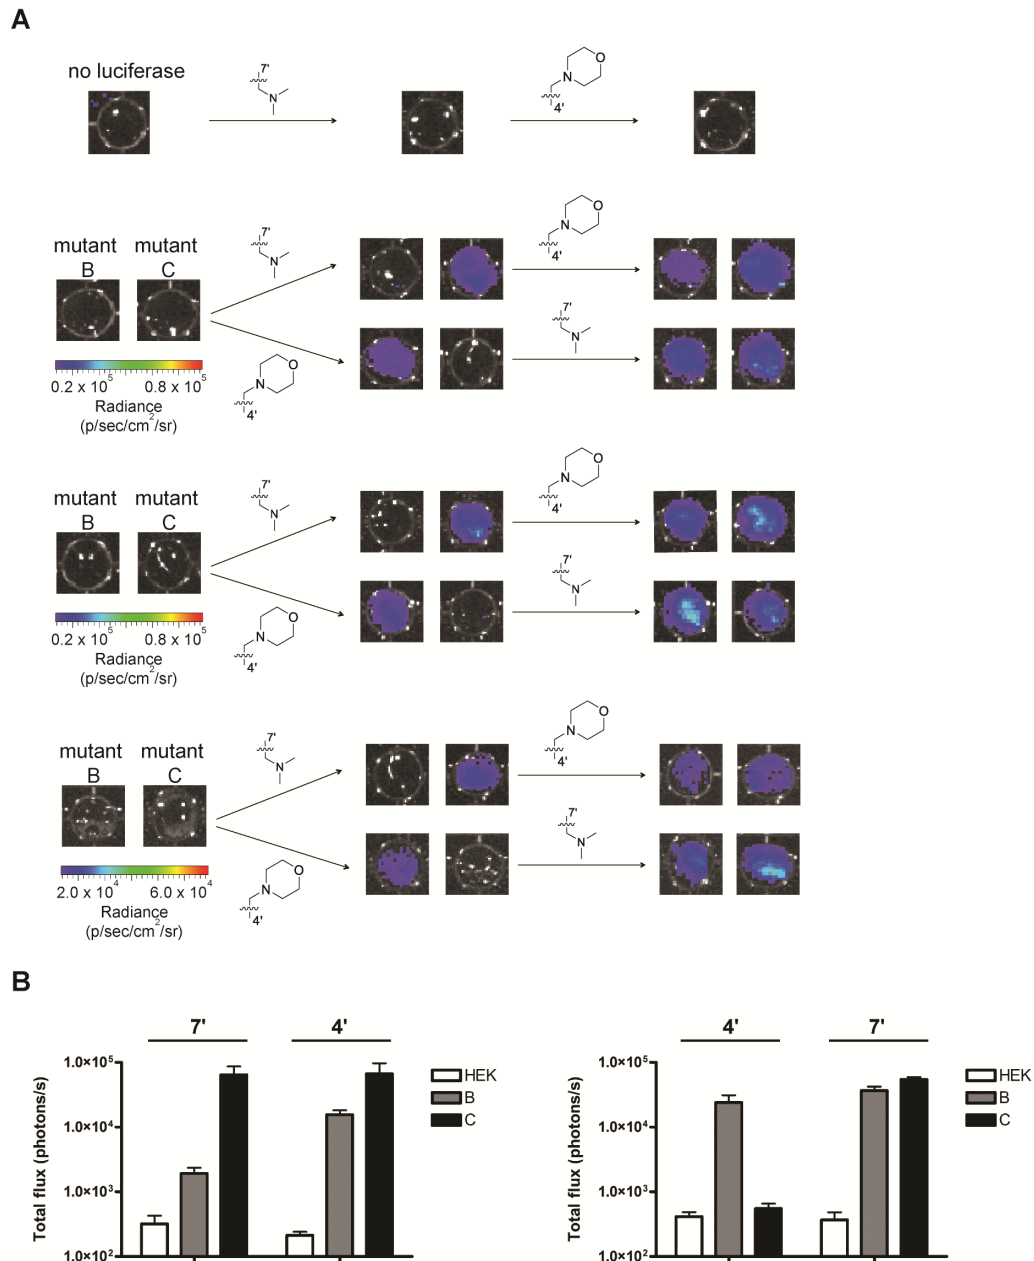 A
no luciferase
7'
N
O
N
4'
mutant
B
mutant
C
7'
N
O
N
4'
7'
N
O
N
4'
0.2 x 10^5 0.8 x 10^5
Radiance
(p/sec/cm^2/sr)
mutant
B
mutant
C
7'
N
O
N
4'
7'
N
O
N
4'
0.2 x 10^5 0.8 x 10^5
Radiance
(p/sec/cm^2/sr)
mutant
B
mutant
C
7'
N
O
N
4'
7'
N
O
N
4'
2.0 x 10^4 6.0 x 10^4
Radiance
(p/sec/cm^2/sr)
B
7' 4'
Total flux (photons/s)
1.0×10^5
1.0×10^4
1.0×10^3
1.0×10^2
HEK
B
C
4' 7'
Total flux (photons/s)
1.0×10^5
1.0×10^4
1.0×10^3
1.0×10^2
HEK
B
C